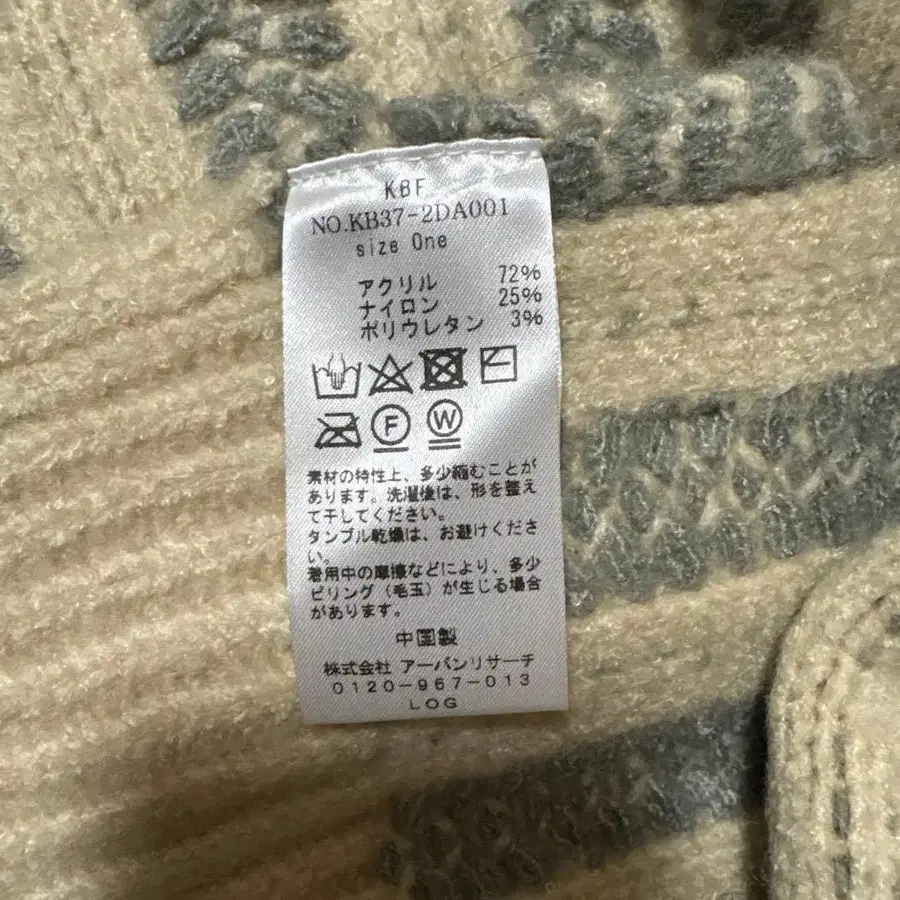 KBF
NO.KB37-2DA001
size One
アクリル 72%
ナイロン 25%
ポリウレタン 3%
F W
素材の特性上、多少縮むことが
あります。洗濯後は、形を整え
て干してください。
タンブル乾燥は、お避けくださ
い。
着用中の摩擦などにより、多少
ピリング（毛玉）が生じる場合
があります。
中国製
株式会社 アーバンリサーチ
0120-967-013
LOG